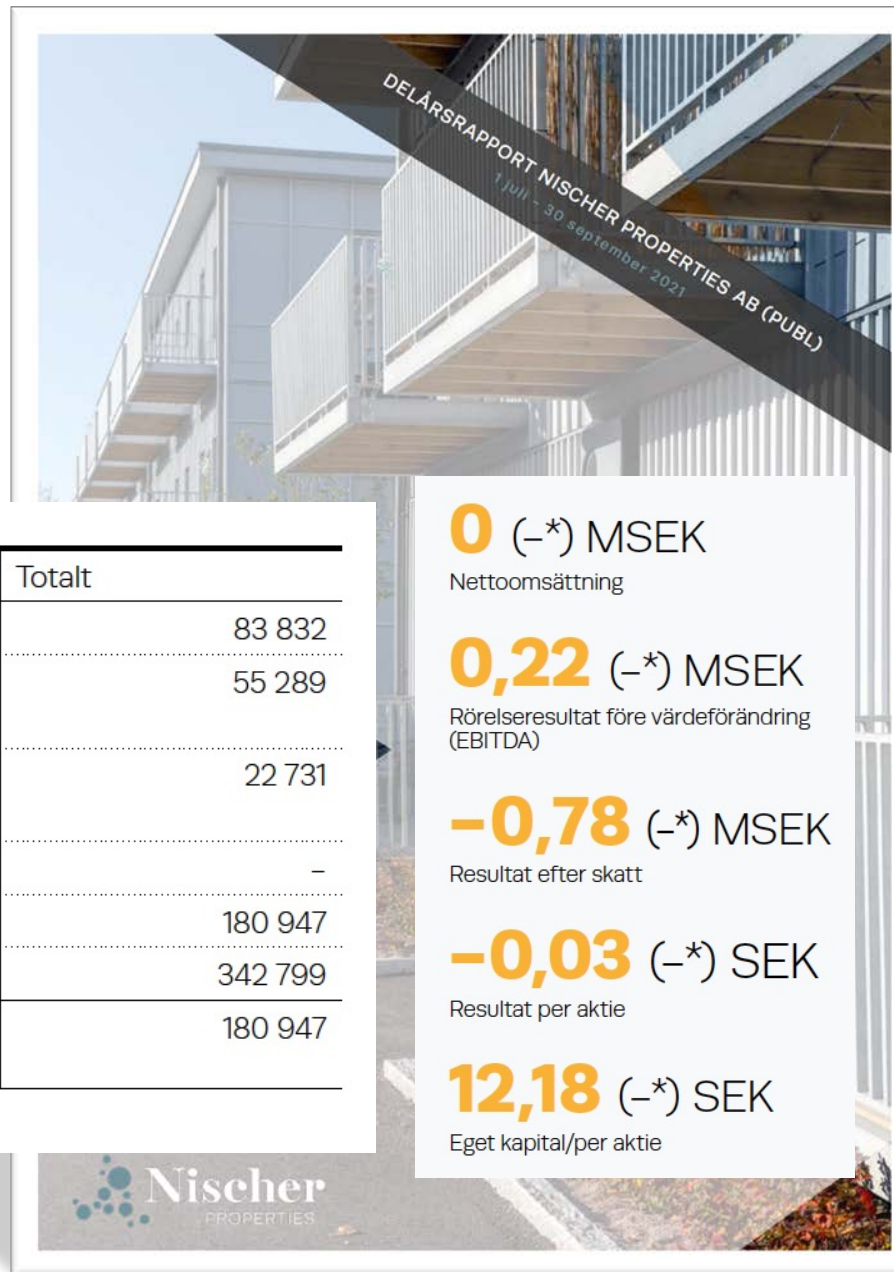 DELÅRSRAPPORT NISCHER PROPERTIES AB (PUBL)
1 juli – 30 september 2021
Totalt
83 832
55 289
22 731
–
180 947
342 799
180 947
0 (–*) MSEK
Nettoomsättning
0,22 (–*) MSEK
Rörelseresultat före värdeförändring
(EBITDA)
–0,78 (–*) MSEK
Resultat efter skatt
–0,03 (–*) SEK
Resultat per aktie
12,18 (–*) SEK
Eget kapital/per aktie
Nischer
PROPERTIES